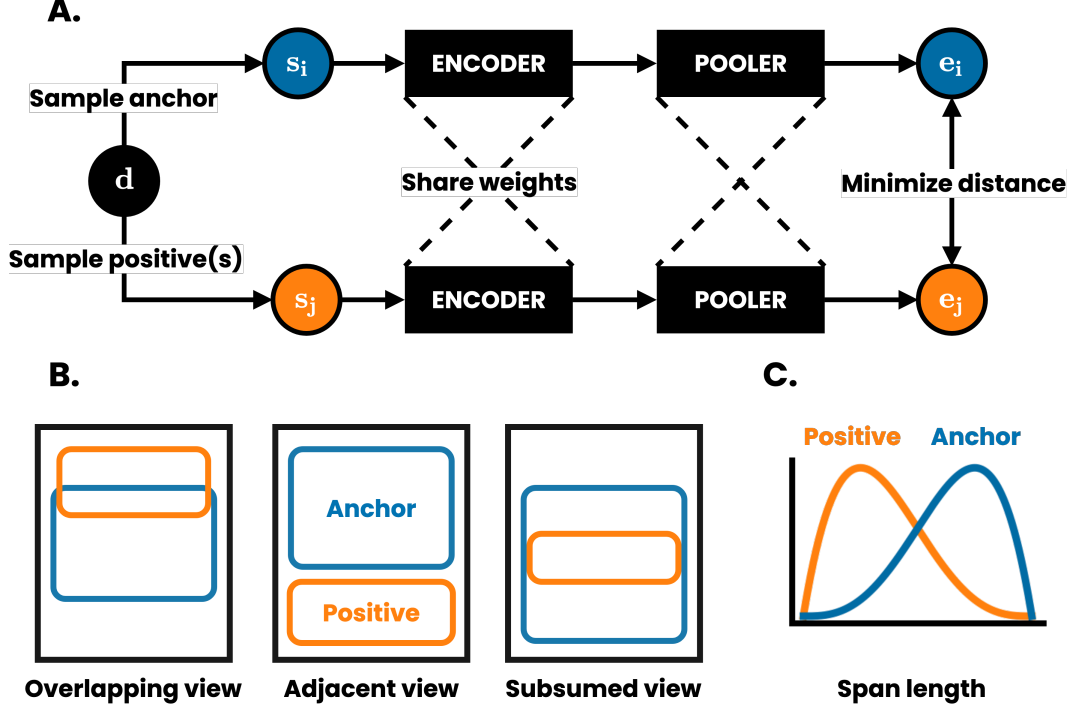 A.
s_i
ENCODER
POOLER
e_i
Sample anchor
d
Share weights
Minimize distance
Sample positive(s)
s_j
ENCODER
POOLER
e_j
B.
Anchor
Positive
Overlapping view
Adjacent view
Subsumed view
C.
Positive
Anchor
Span length